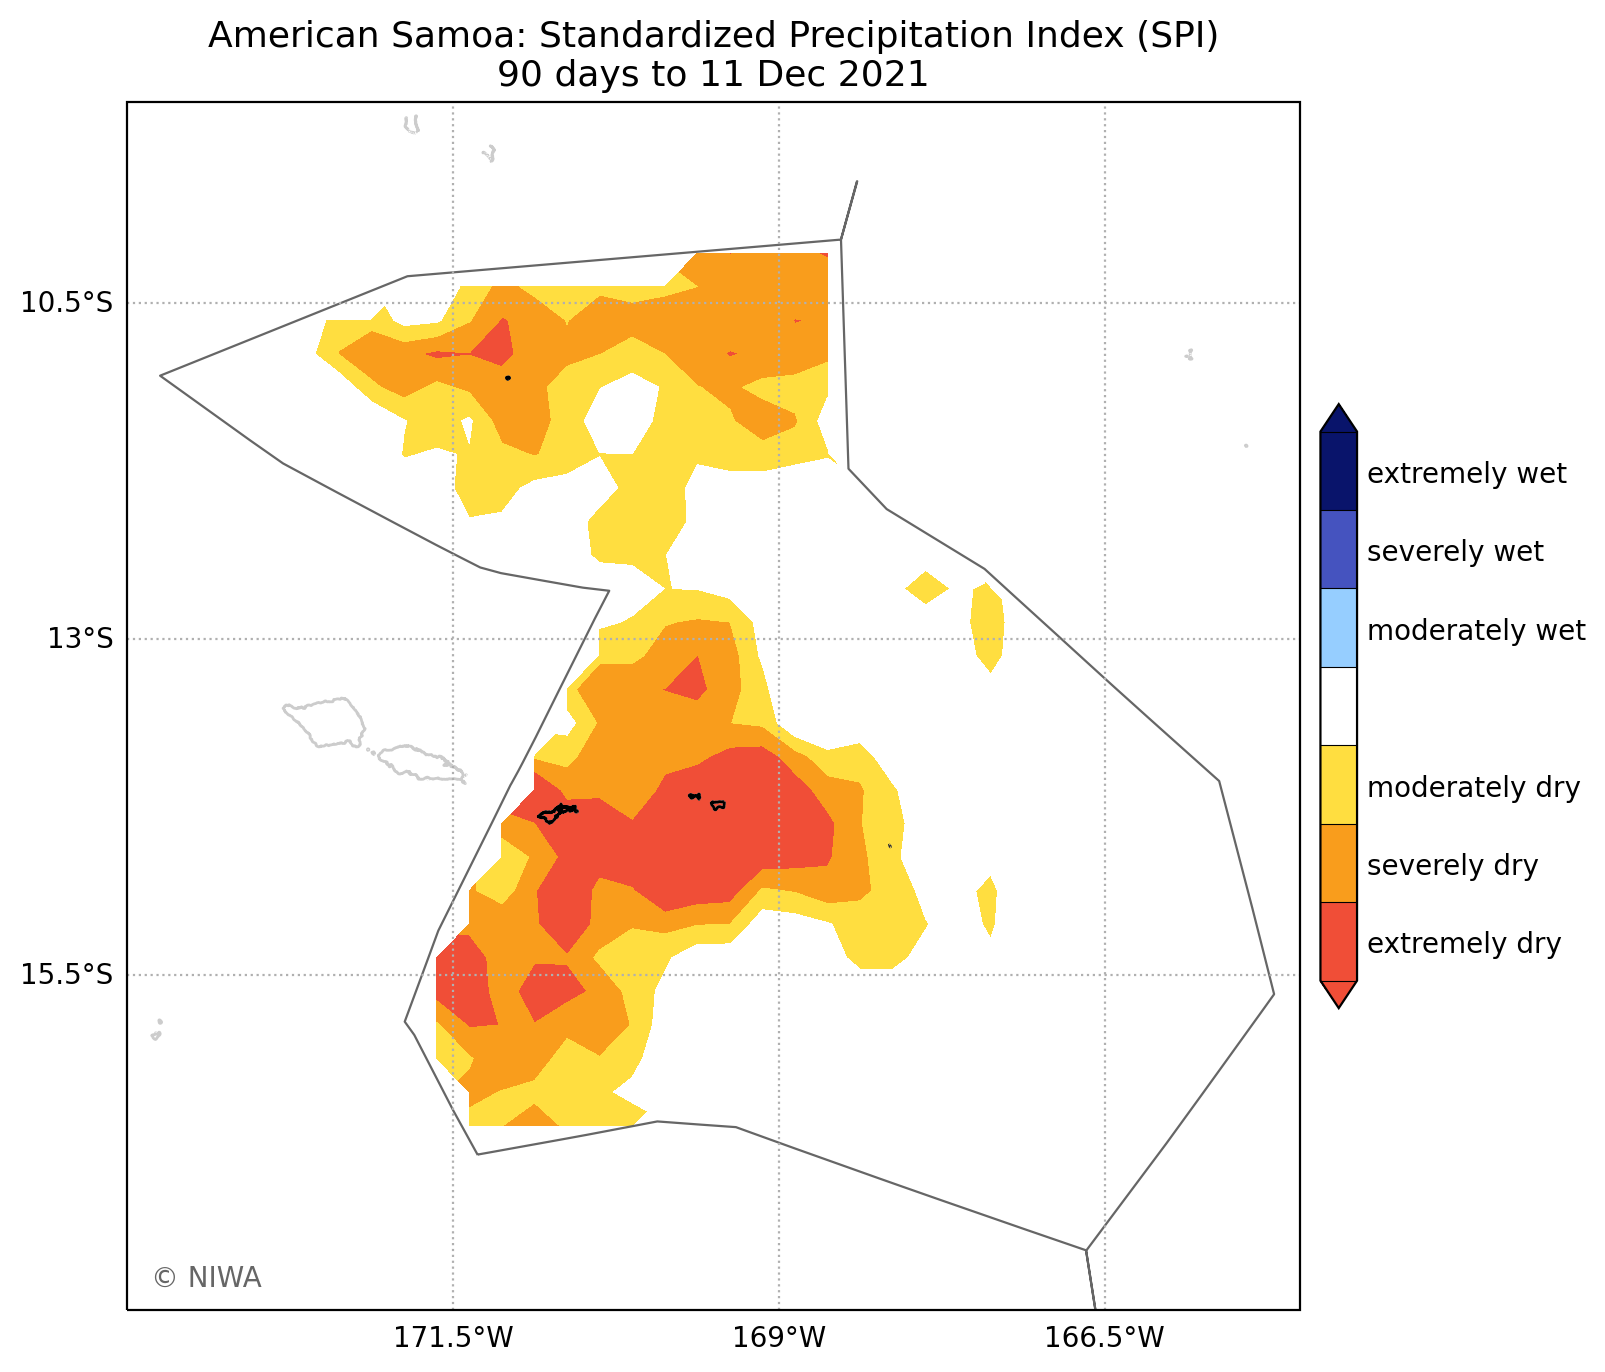 American Samoa: Standardized Precipitation Index (SPI)
90 days to 11 Dec 2021
10.5°S
13°S
15.5°S
171.5°W
169°W
166.5°W
extremely wet
severely wet
moderately wet
moderately dry
severely dry
extremely dry
© NIWA